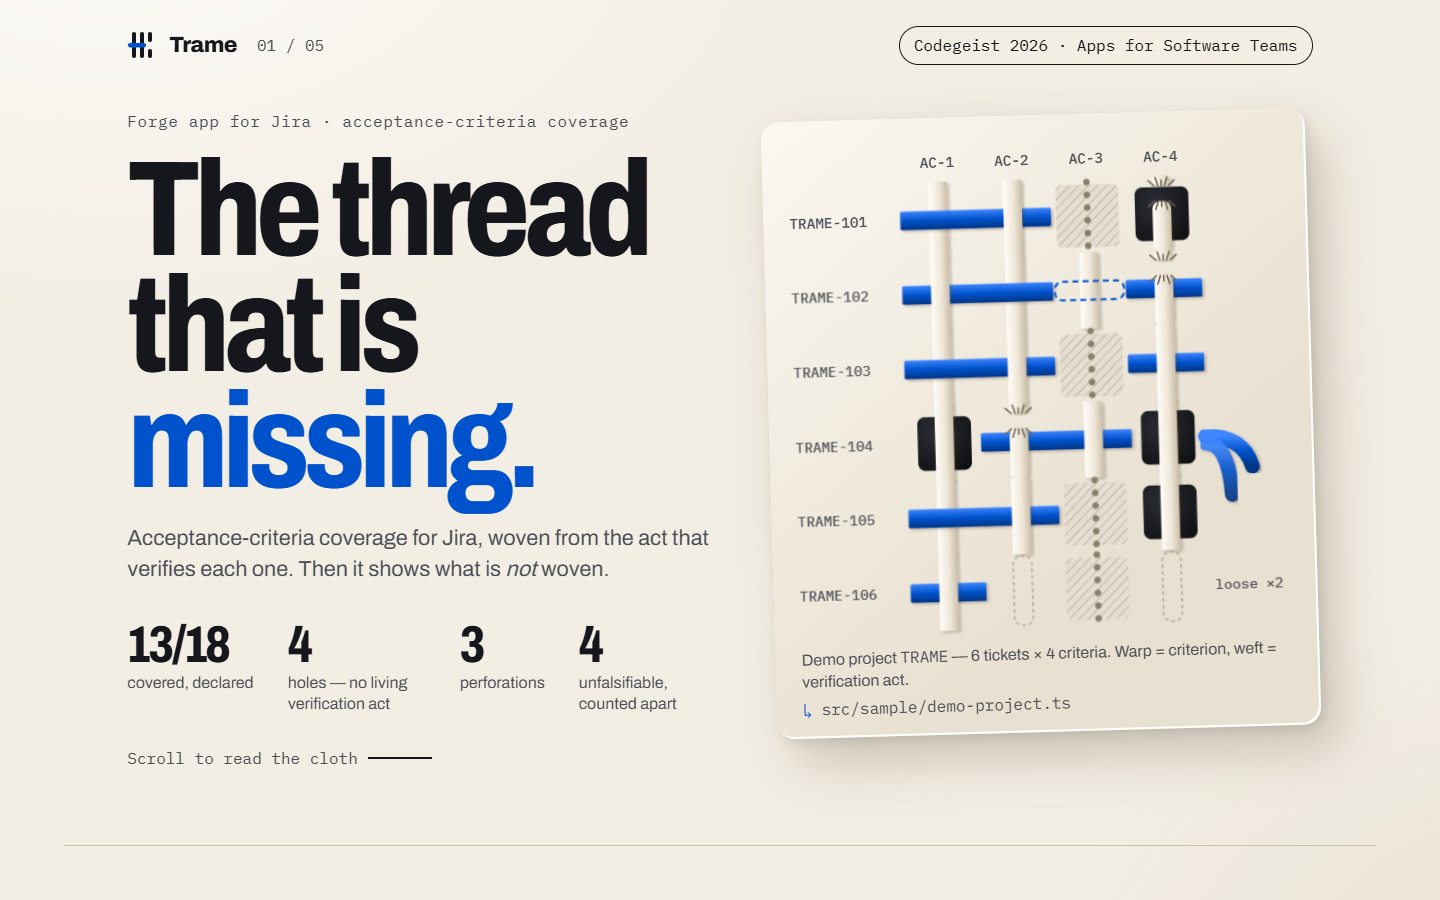 Trame 01 / 05
Codegeist 2026 · Apps for Software Teams
Forge app for Jira · acceptance-criteria coverage
The thread
that is
missing.
Acceptance-criteria coverage for Jira, woven from the act that
verifies each one. Then it shows what is not woven.
13/18
covered, declared
4
holes — no living
verification act
3
perforations
4
unfalsifiable,
counted apart
Scroll to read the cloth
AC-1 AC-2 AC-3 AC-4
TRAME-101
TRAME-102
TRAME-103
TRAME-104
TRAME-105
TRAME-106
loose ×2
Demo project TRAME — 6 tickets × 4 criteria. Warp = criterion, weft =
verification act.
↳ src/sample/demo-project.ts